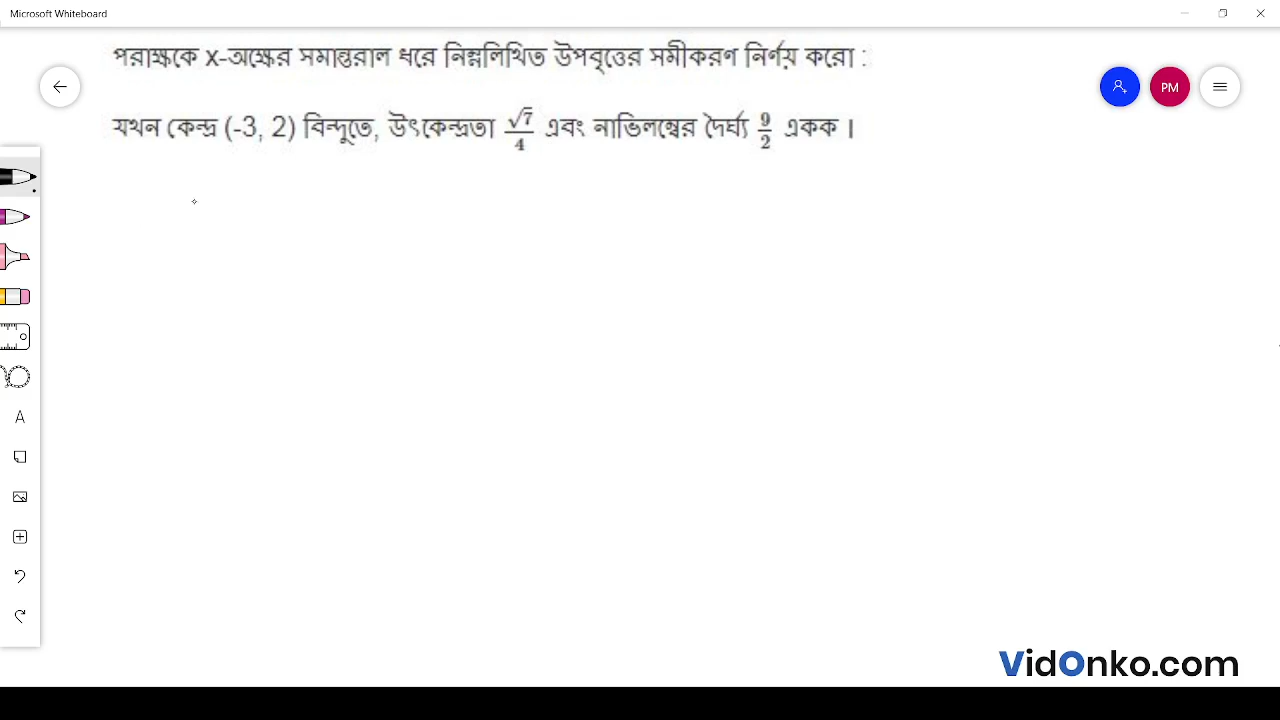 Microsoft Whiteboard
পরাক্ষকে x-অক্ষের সমান্তরাল ধরে নিম্নলিখিত উপবৃত্তের সমীকরণ নির্ণয় করো :
PM
যখন কেন্দ্র (-3, 2) বিন্দুতে, উৎকেন্দ্রতা √7/4 এবং নাভিলম্বের দৈর্ঘ্য 9/2 একক ।
A
VidOnko.com